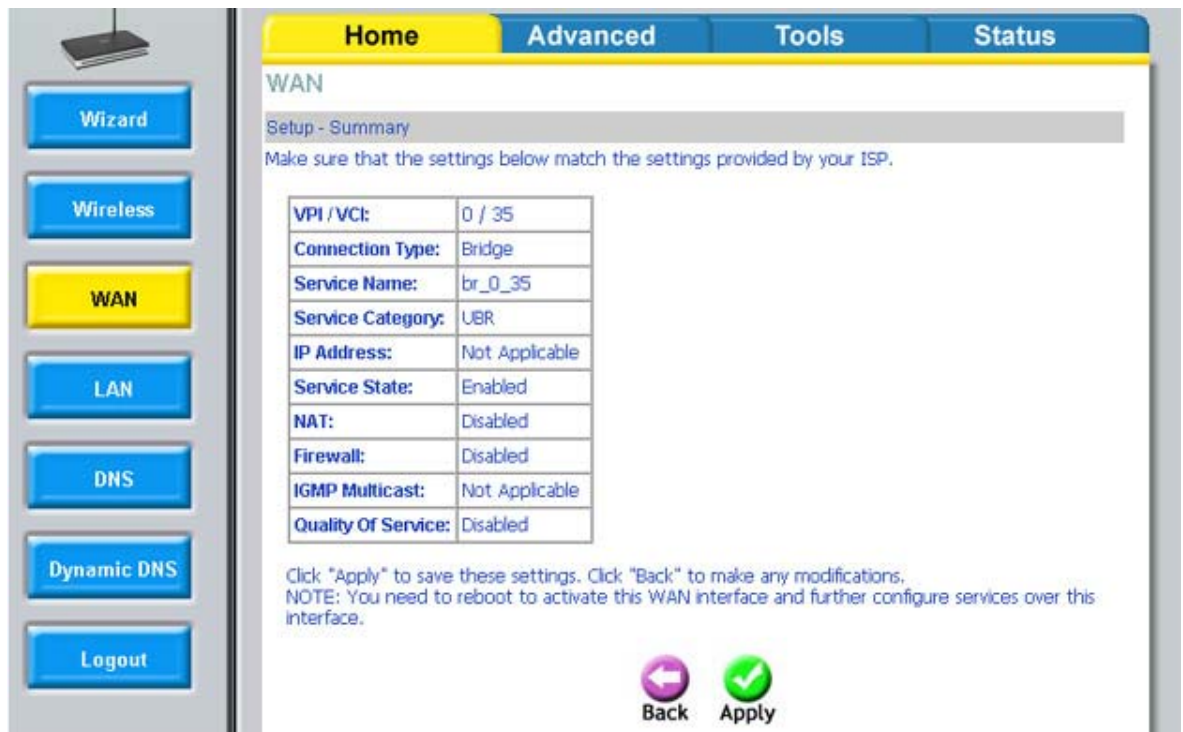 Home Advanced Tools Status
Wizard
Wireless
WAN
LAN
DNS
Dynamic DNS
Logout
WAN
Setup - Summary
Make sure that the settings below match the settings provided by your ISP.
VPI / VCI: 0 / 35
Connection Type: Bridge
Service Name: br_0_35
Service Category: UBR
IP Address: Not Applicable
Service State: Enabled
NAT: Disabled
Firewall: Disabled
IGMP Multicast: Not Applicable
Quality Of Service: Disabled
Click "Apply" to save these settings. Click "Back" to make any modifications.
NOTE: You need to reboot to activate this WAN interface and further configure services over this
interface.
Back Apply